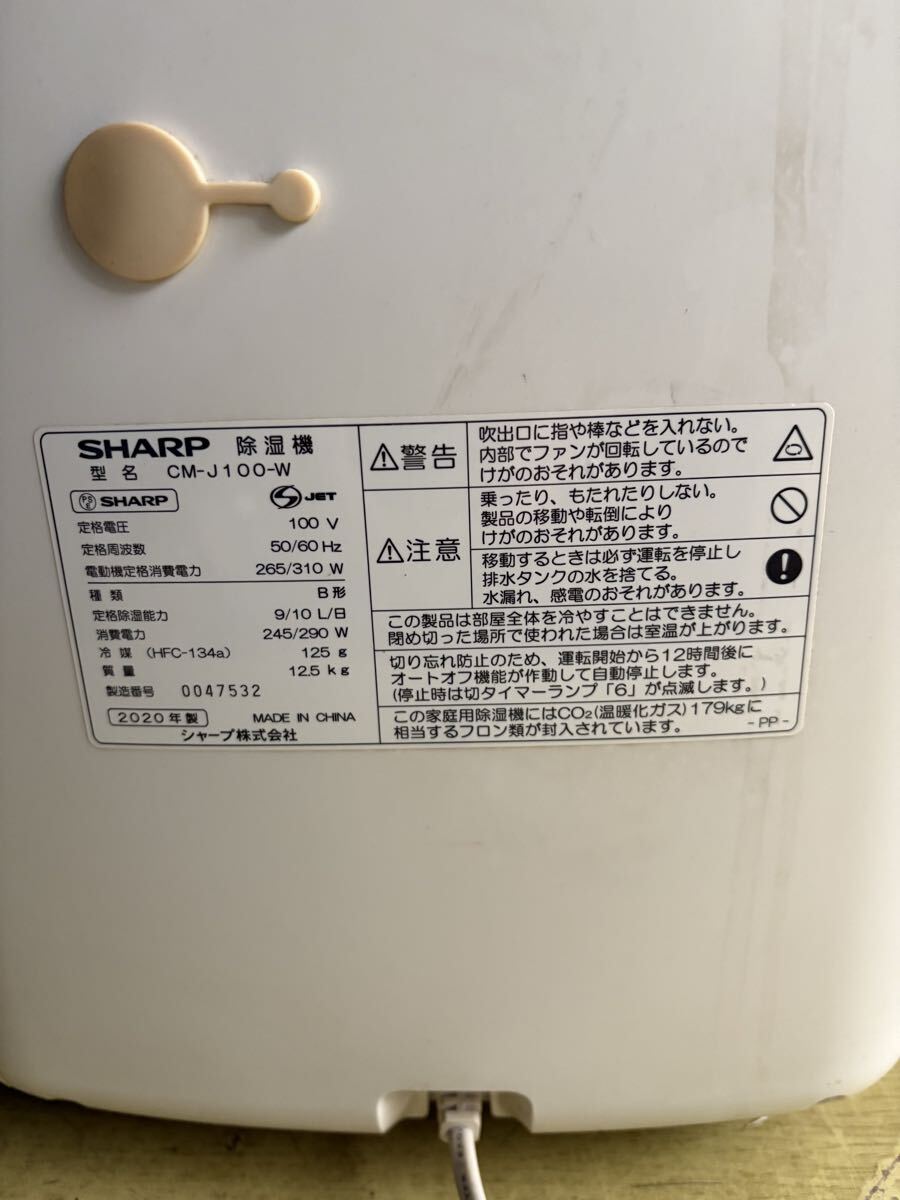 SHARP 除湿機
型名 CM-J100-W
PS E SHARP
S JET
定格電圧 100 V
定格周波数 50/60 Hz
電動機定格消費電力 265/310 W
種類 B形
定格除湿能力 9/10 L/日
消費電力 245/290 W
冷媒 (HFC-134a) 125 g
質量 12.5 kg
製造番号 0047532
2020年製 MADE IN CHINA
シャープ株式会社
警告
吹出口に指や棒などを入れない。
内部でファンが回転しているので
けがのおそれがあります。
注意
乗ったり、もたれたりしない。
製品の移動や転倒により
けがのおそれがあります。
移動するときは必ず運転を停止し
排水タンクの水を捨てる。
水漏れ、感電のおそれがあります。
この製品は部屋全体を冷やすことはできません。
閉め切った場所で使われた場合は室温が上がります。
切り忘れ防止のため、運転開始から12時間後に
オートオフ機能が作動して自動停止します。
(停止時は切タイマーランプ「6」が点滅します。)
この家庭用除湿機にはCO₂(温暖化ガス)179kgに
相当するフロン類が封入されています。
-PP-